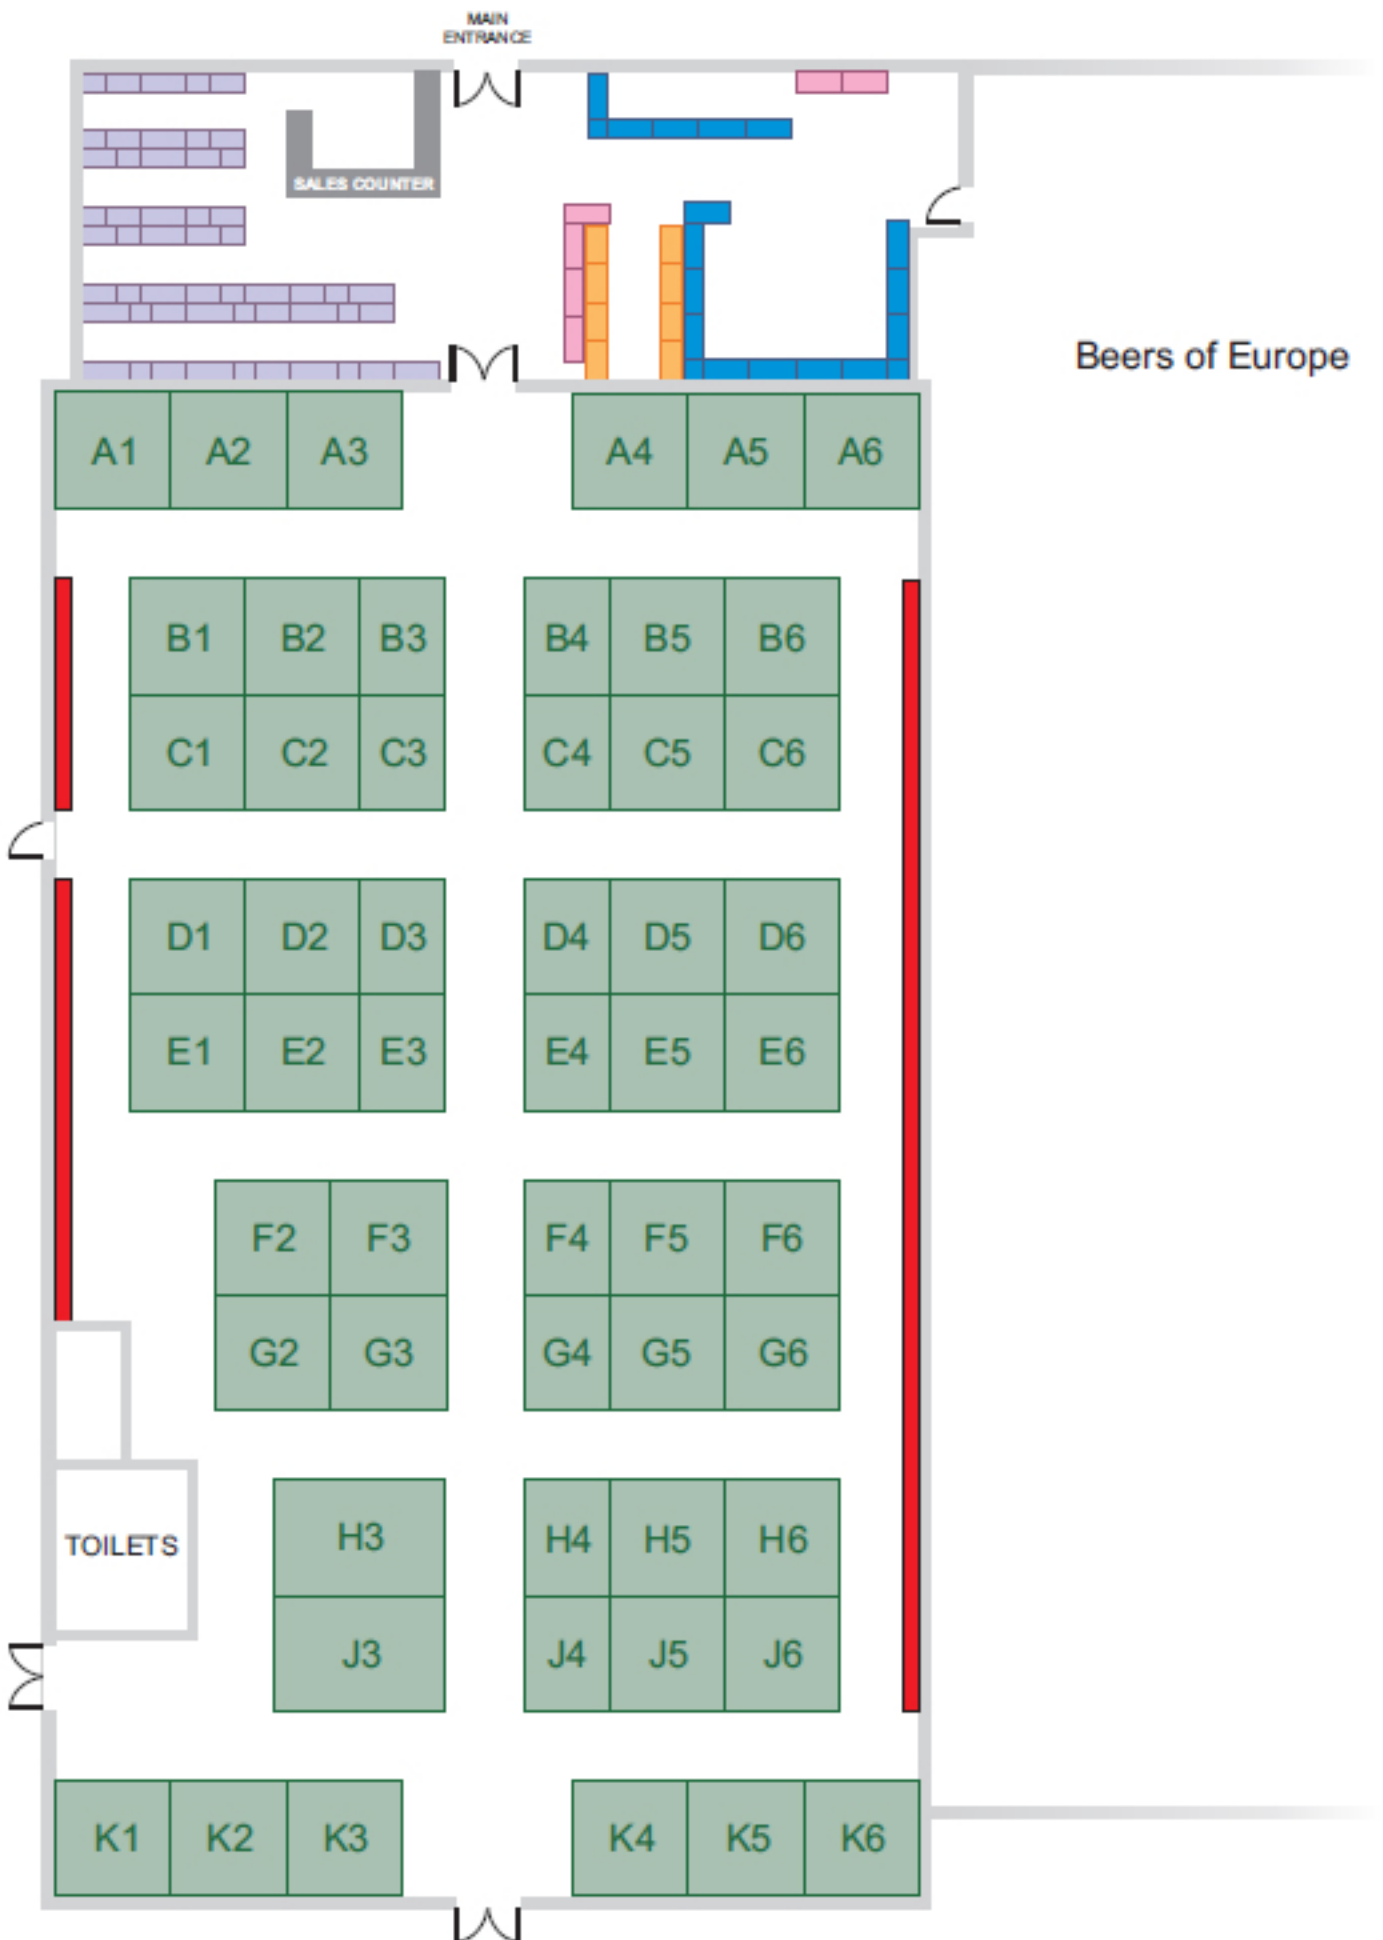 MAIN
ENTRANCE
SALES COUNTER
Beers of Europe
A1 A2 A3 A4 A5 A6
B1 B2 B3 B4 B5 B6
C1 C2 C3 C4 C5 C6
D1 D2 D3 D4 D5 D6
E1 E2 E3 E4 E5 E6
F2 F3 F4 F5 F6
G2 G3 G4 G5 G6
H3 H4 H5 H6
TOILETS
J3 J4 J5 J6
K1 K2 K3 K4 K5 K6